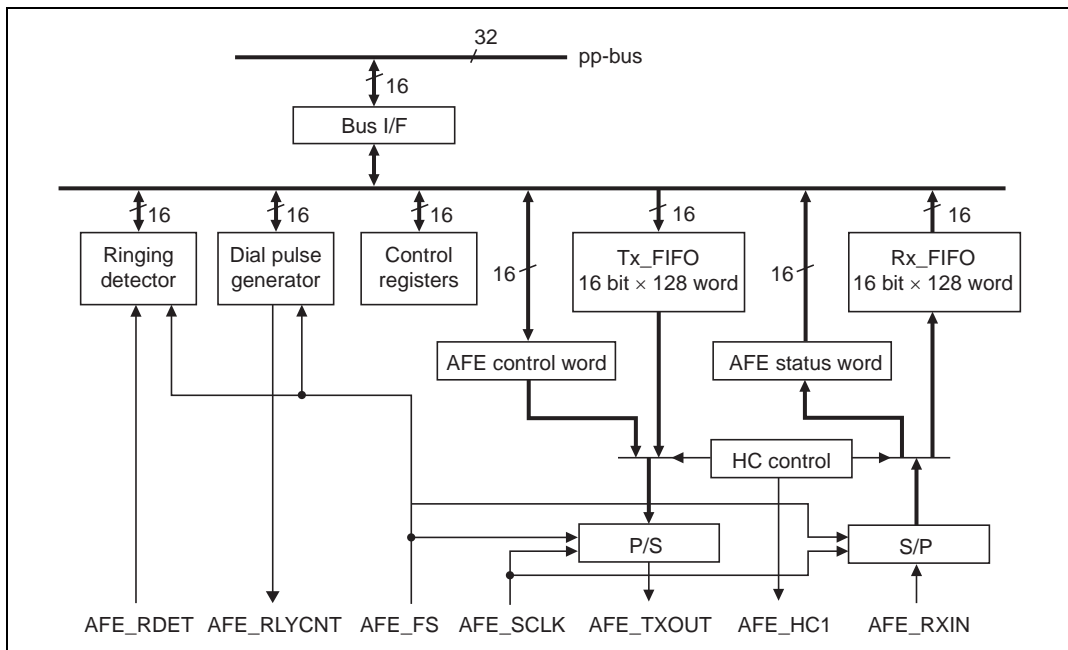 32
pp-bus
16
Bus I/F
16
16
16
16
16
Ringing
detector
Dial pulse
generator
Control
registers
16
Tx_FIFO
16 bit × 128 word
16
Rx_FIFO
16 bit × 128 word
AFE control word
AFE status word
HC control
P/S
S/P
AFE_RDET
AFE_RLYCNT
AFE_FS
AFE_SCLK
AFE_TXOUT
AFE_HC1
AFE_RXIN